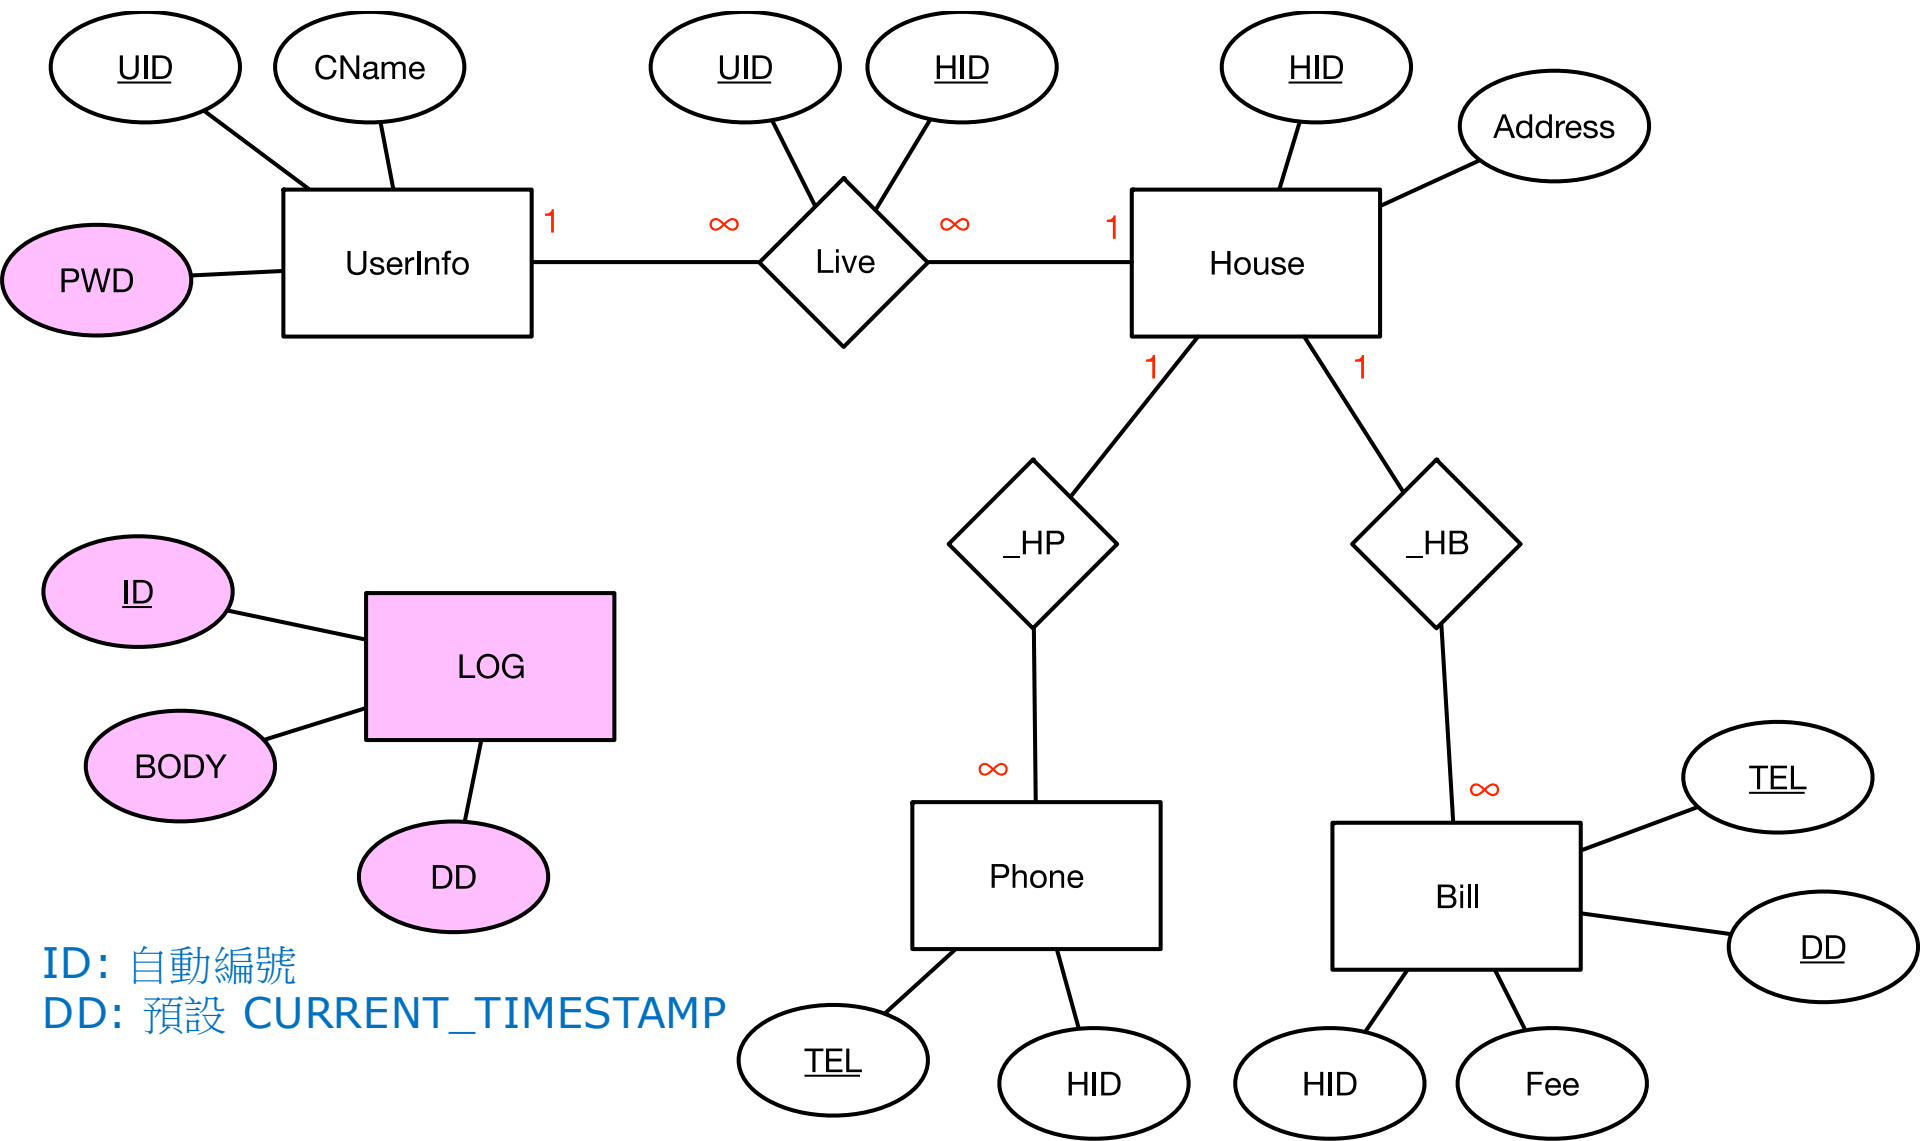 UID
CName
UID
HID
HID
Address
PWD
UserInfo
1
∞
Live
∞
1
House
1
1
_HP
_HB
ID
LOG
BODY
DD
∞
∞
TEL
Phone
Bill
DD
TEL
HID
HID
Fee
ID: 自動編號
DD: 預設 CURRENT_TIMESTAMP